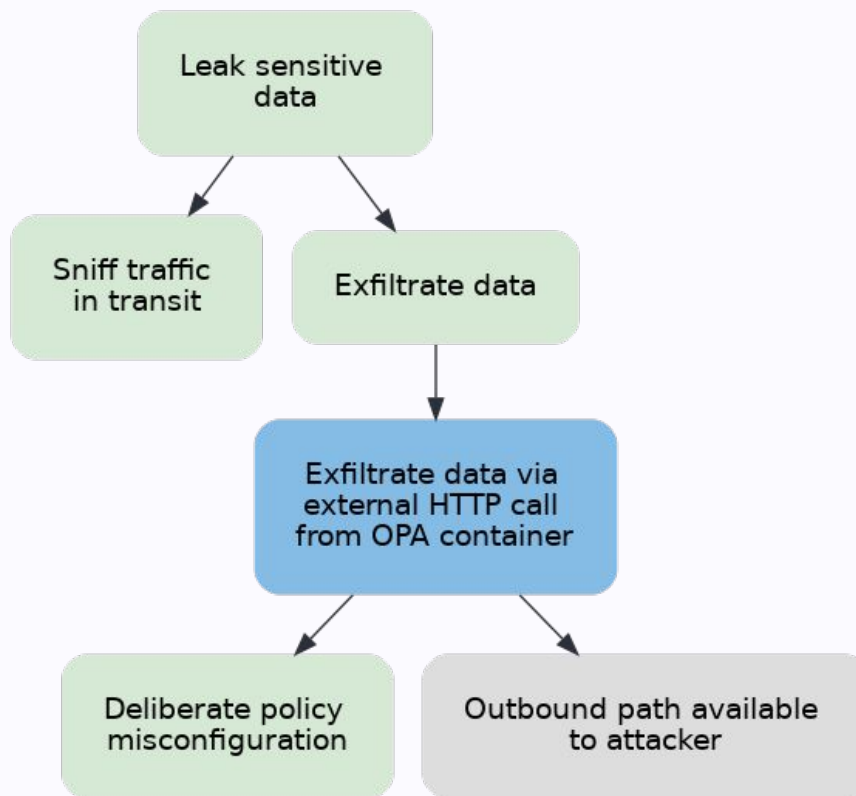 Leak sensitive
data
Sniff traffic
in transit
Exfiltrate data
Exfiltrate data via
external HTTP call
from OPA container
Deliberate policy
misconfiguration
Outbound path available
to attacker